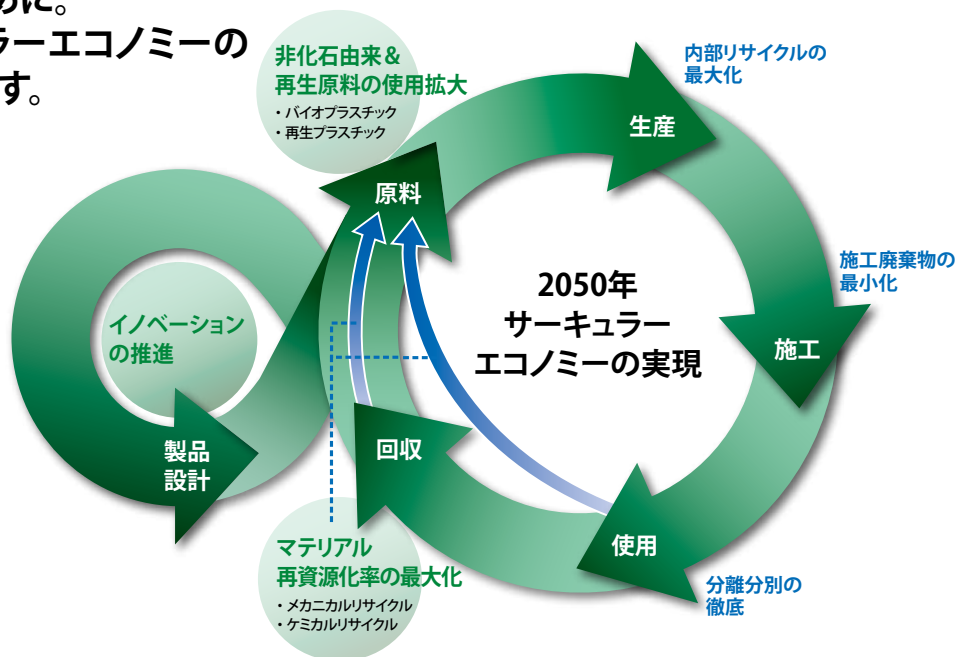 めに。
ラーエコノミーの
す。
非化石由来＆
再生原料の使用拡大
・バイオプラスチック
・再生プラスチック
内部リサイクルの
最大化
生産
原料
施工廃棄物の
最小化
2050年
サーキュラー
エコノミーの実現
イノベーション
の推進
施工
製品
設計
回収
使用
マテリアル
再資源化率の最大化
・メカニカルリサイクル
・ケミカルリサイクル
分離分別の
徹底